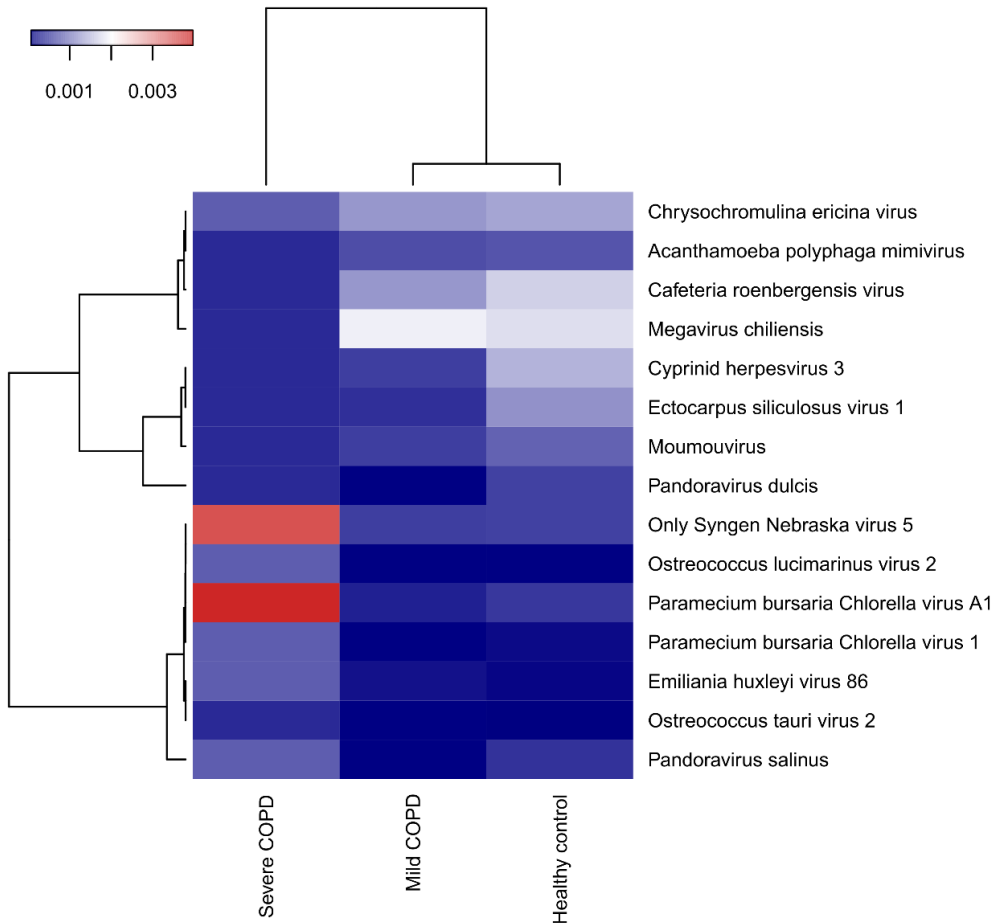 0.001 0.003
Chrysochromulina ericina virus
Acanthamoeba polyphaga mimivirus
Cafeteria roenbergensis virus
Megavirus chiliensis
Cyprinid herpesvirus 3
Ectocarpus siliculosus virus 1
Moumouvirus
Pandoravirus dulcis
Only Syngen Nebraska virus 5
Ostreococcus lucimarinus virus 2
Paramecium bursaria Chlorella virus A1
Paramecium bursaria Chlorella virus 1
Emiliania huxleyi virus 86
Ostreococcus tauri virus 2
Pandoravirus salinus
Severe COPD
Mild COPD
Healthy control